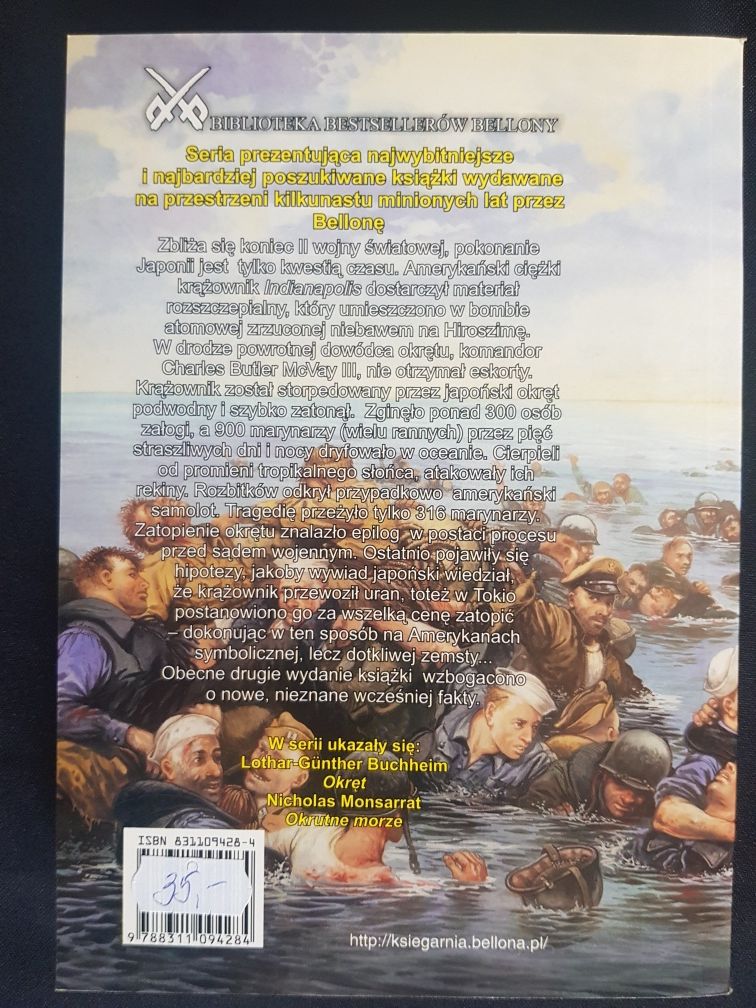 BIBLIOTEKA BESTSELLERÓW BELLONY
Seria prezentująca najwybitniejsze
i najbardziej poszukiwane książki wydawane
na przestrzeni kilkunastu minionych lat przez
Bellonę
Zbliża się koniec II wojny światowej, pokonanie
Japonii jest tylko kwestią czasu. Amerykański ciężki
krążownik Indianapolis dostarczył materiał
rozszczepialny, który umieszczono w bombie
atomowej zrzuconej niebawem na Hiroszimę.
W drodze powrotnej dowódca okrętu, komandor
Charles Butler McVay III, nie otrzymał eskorty.
Krążownik został storpedowany przez japoński okręt
podwodny i szybko zatonął. Zginęło ponad 300 osób
załogi, a 900 marynarzy (wielu rannych) przez pięć
straszliwych dni i nocy dryfowało w oceanie. Cierpieli
od promieni tropikalnego słońca, atakowały ich
rekiny. Rozbitków odkrył przypadkowo amerykański
samolot. Tragedię przeżyło tylko 316 marynarzy.
Zatopienie okrętu znalazło epilog w postaci procesu
przed sadem wojennym. Ostatnio pojawiły się
hipotezy, jakoby wywiad japoński wiedział,
że krążownik przewoził uran, toteż w Tokio
postanowiono go za wszelką cenę zatopić
– dokonując w ten sposób na Amerykanach
symbolicznej, lecz dotkliwej zemsty...
Obecne drugie wydanie książki wzbogacono
o nowe, nieznane wcześniej fakty.
W serii ukazały się:
Lothar-Günther Buchheim
Okręt
Nicholas Monsarrat
Okrutne morze
ISBN 831109428-4
35,-
9 788311 094284
http://ksiegarnia.bellona.pl/